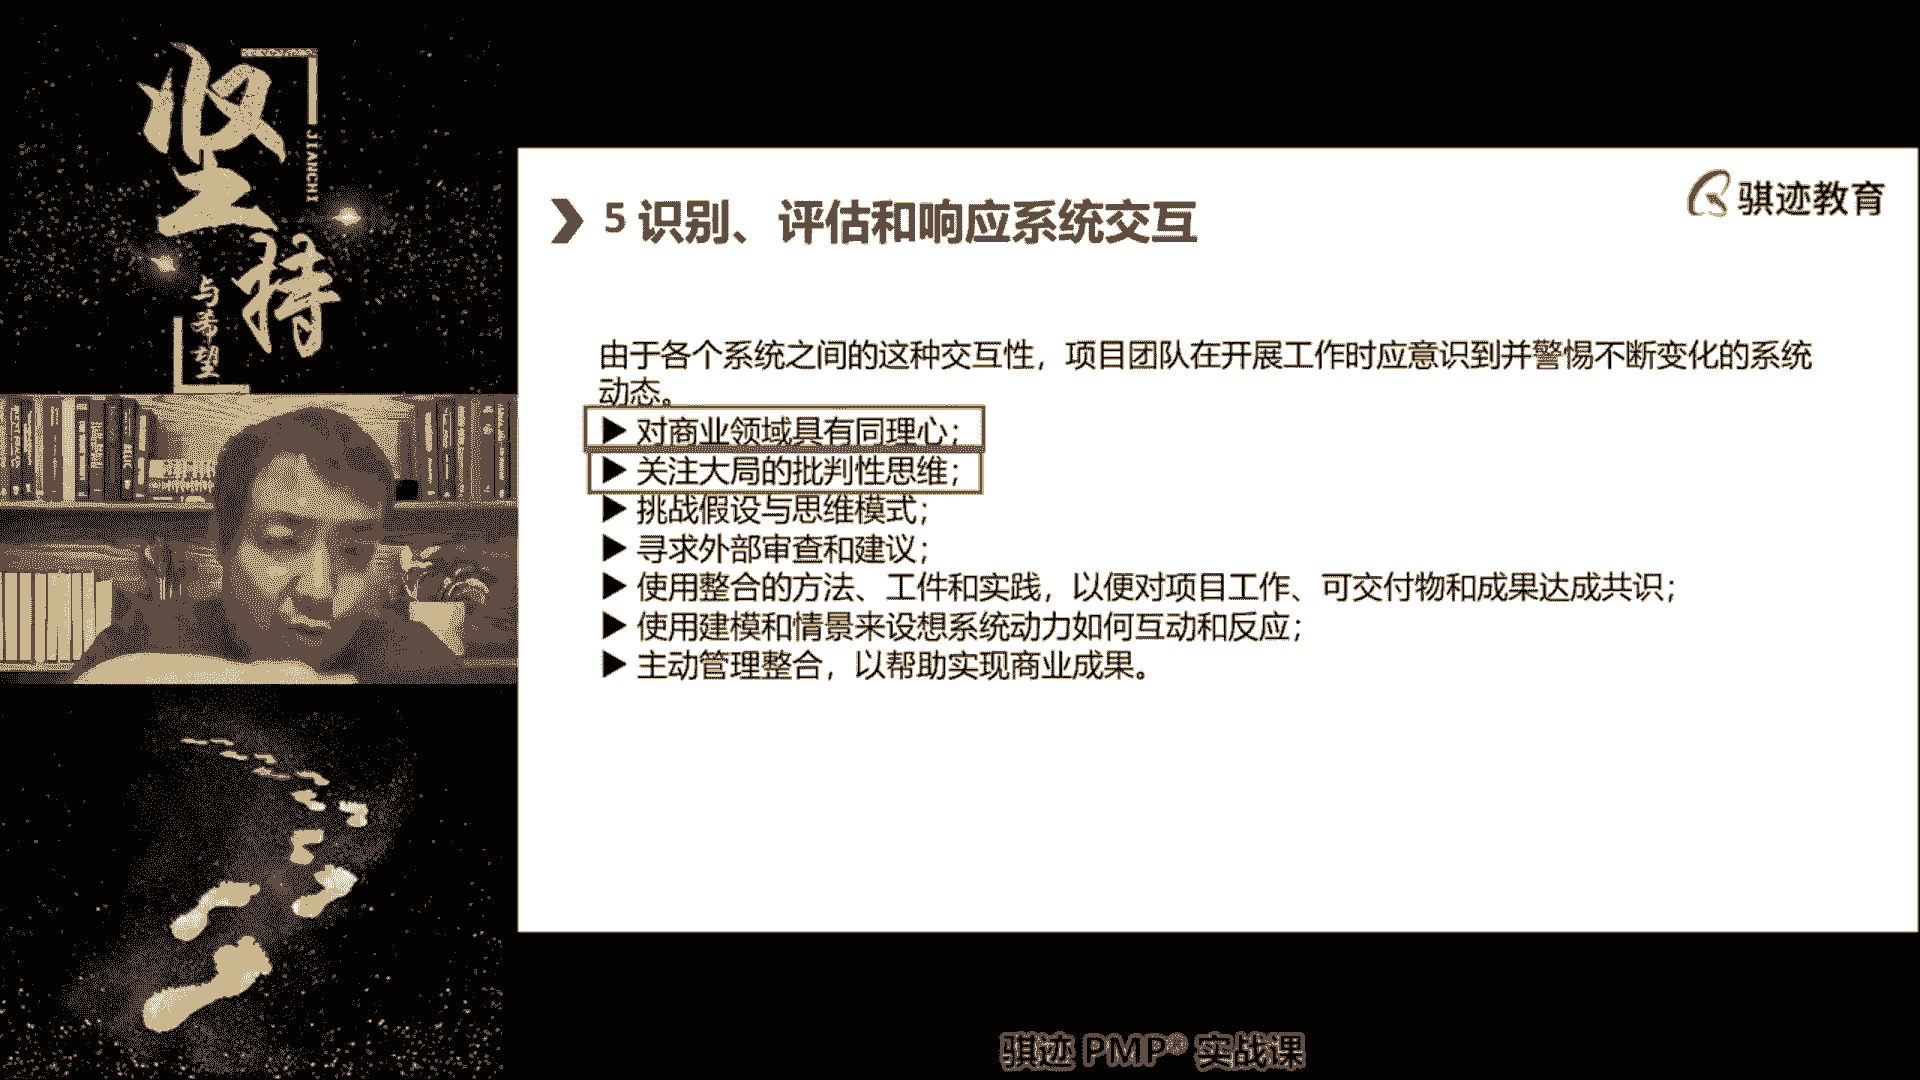 坚持
JIANCHI
与希望
骐迹教育
5 识别、评估和响应系统交互
由于各个系统之间的这种交互性，项目团队在开展工作时应意识到并警惕不断变化的系统
动态。
▶ 对商业领域具有同理心；
▶ 关注大局的批判性思维；
▶ 挑战假设与思维模式；
▶ 寻求外部审查和建议；
▶ 使用整合的方法、工件和实践，以便对项目工作、可交付物和成果达成共识；
▶ 使用建模和情景来设想系统动力如何互动和反应；
▶ 主动管理整合，以帮助实现商业成果。
骐迹 PMP® 实战课